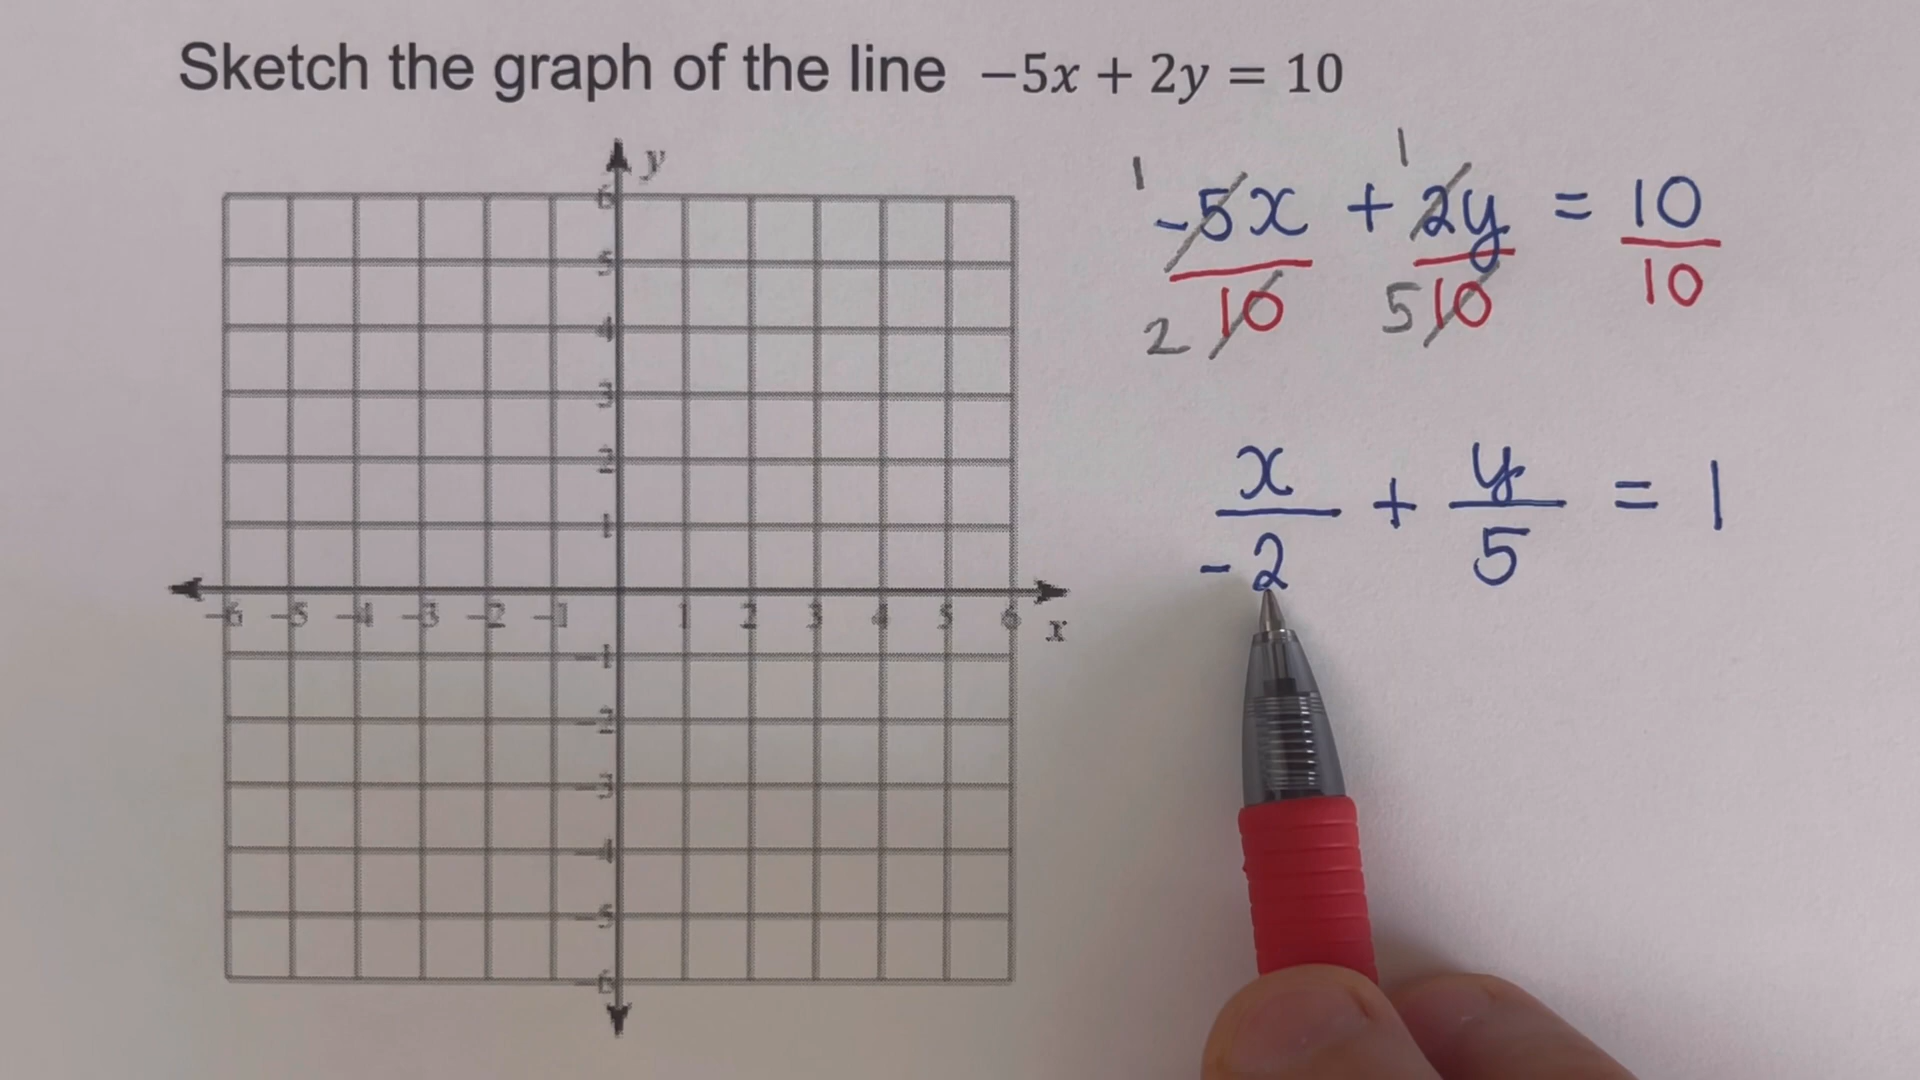 Sketch the graph of the line −5x + 2y = 10
y
6
5
4
3
2
1
−6 −5 −4 −3 −2 −1 1 2 3 4 5 6 x
−1
−2
−3
−4
−5
−6
1 1
-5x + 2y = 10
2 10 5 10 10
x + y = 1
-2 5